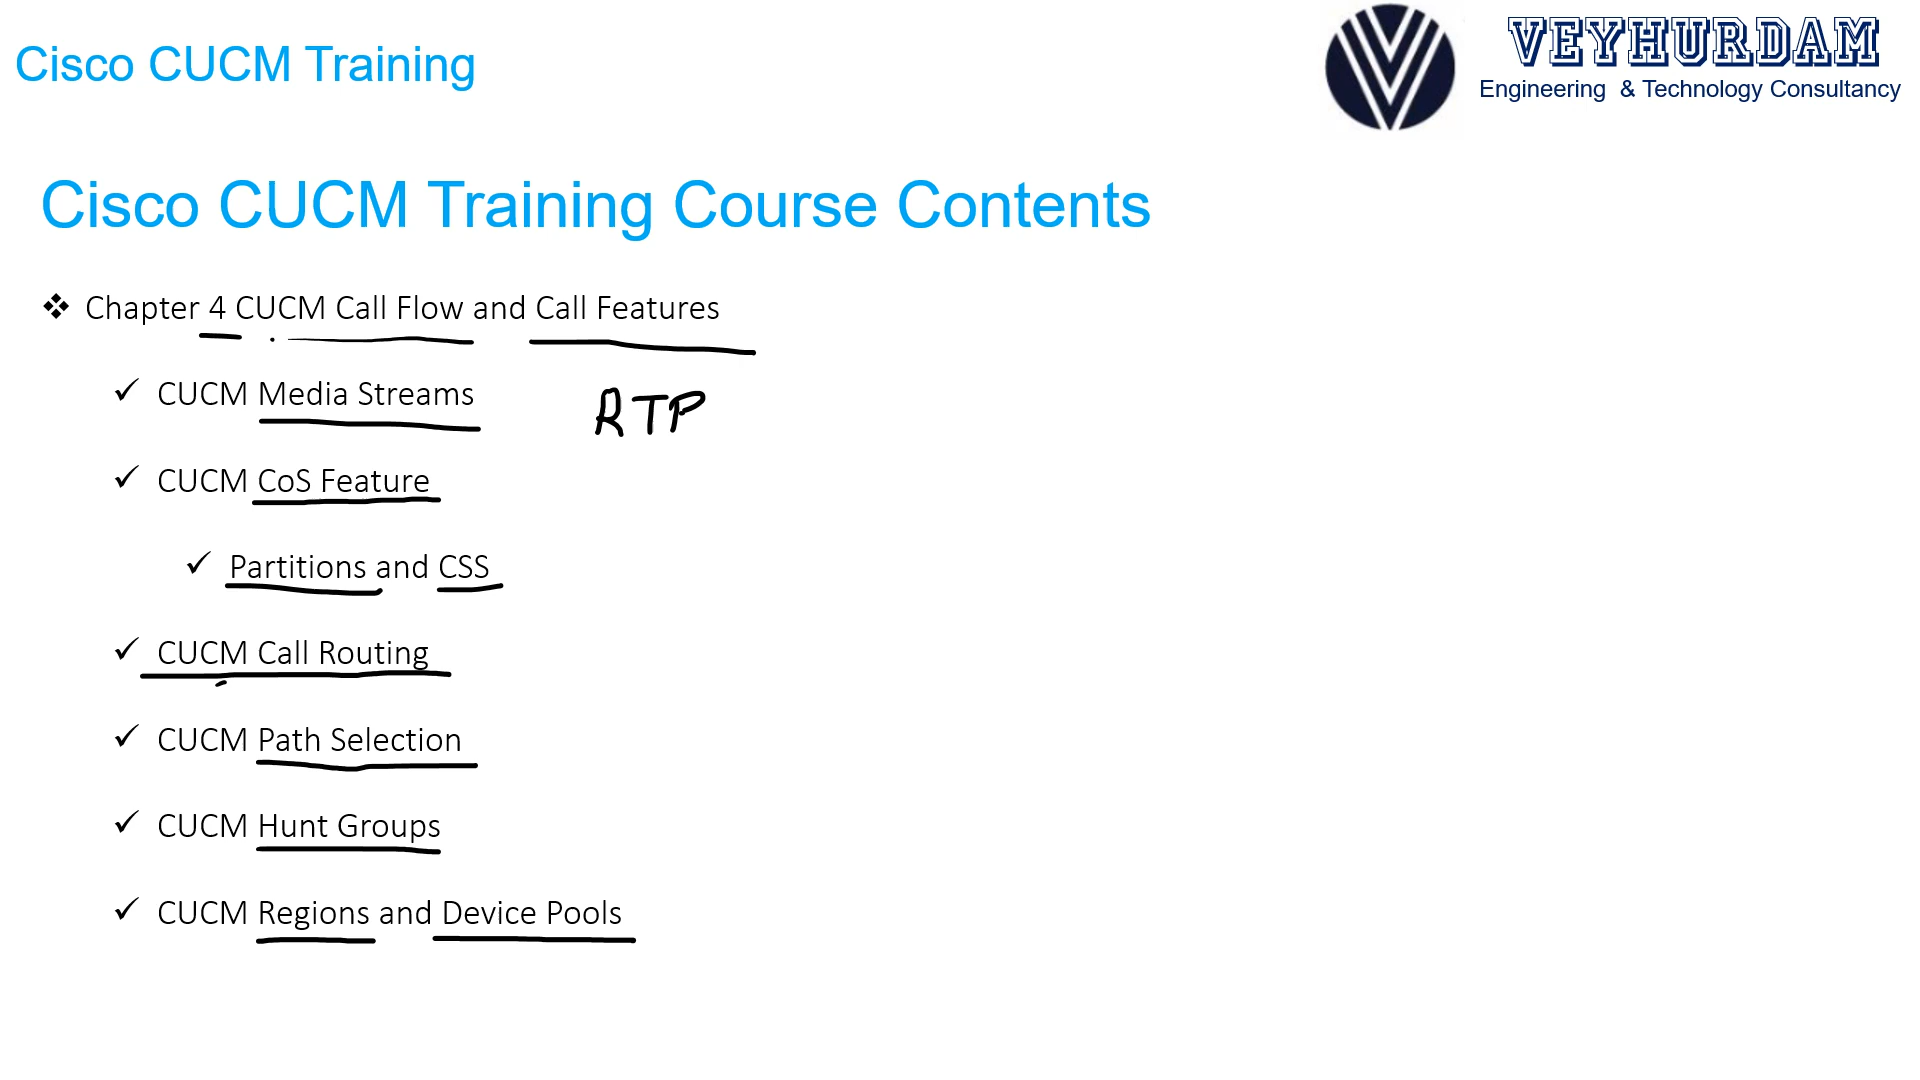 Cisco CUCM Training
VEYHURDAM
Engineering & Technology Consultancy
Cisco CUCM Training Course Contents
❖ Chapter 4 CUCM Call Flow and Call Features
✓ CUCM Media Streams
RTP
✓ CUCM CoS Feature
✓ Partitions and CSS
✓ CUCM Call Routing
✓ CUCM Path Selection
✓ CUCM Hunt Groups
✓ CUCM Regions and Device Pools